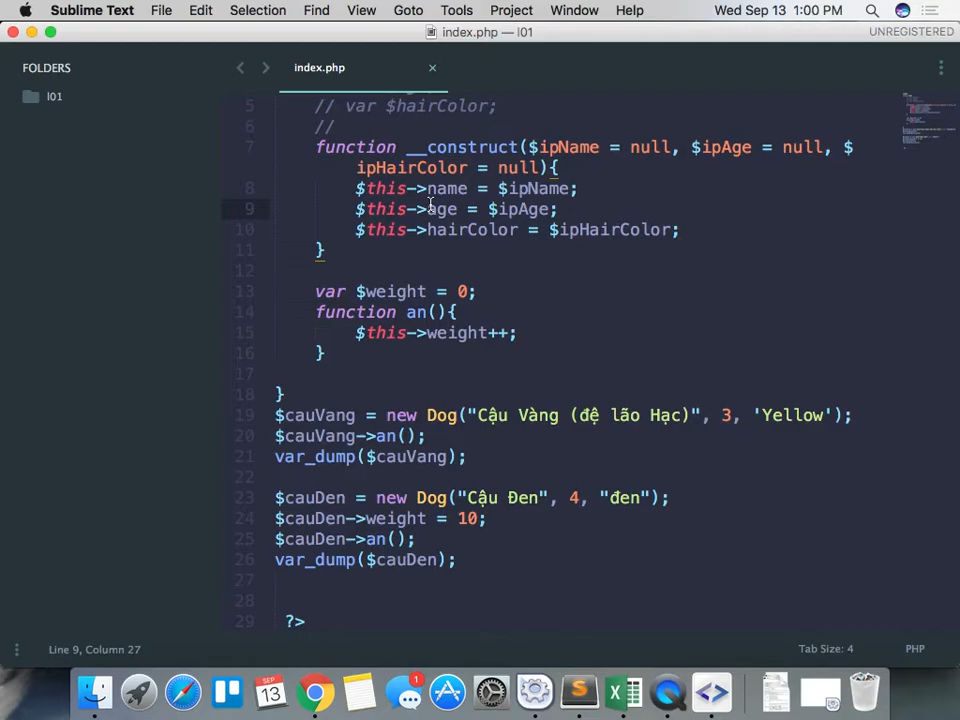 Sublime Text File Edit Selection Find View Goto Tools Project Window Help Wed Sep 13 1:00 PM
index.php — l01 UNREGISTERED
FOLDERS
l01
index.php ×
5 // var $hairColor;
6 //
7 function __construct($ipName = null, $ipAge = null, $
ipHairColor = null){
8 $this->name = $ipName;
9 $this->age = $ipAge;
10 $this->hairColor = $ipHairColor;
11 }
12
13 var $weight = 0;
14 function an(){
15 $this->weight++;
16 }
17
18 }
19 $cauVang = new Dog("Cậu Vàng (đệ lão Hạc)", 3, 'Yellow');
20 $cauVang->an();
21 var_dump($cauVang);
22
23 $cauDen = new Dog("Cậu Đen", 4, "đen");
24 $cauDen->weight = 10;
25 $cauDen->an();
26 var_dump($cauDen);
27
28
29 ?>
Line 9, Column 27 Tab Size: 4 PHP
SEP
13
1